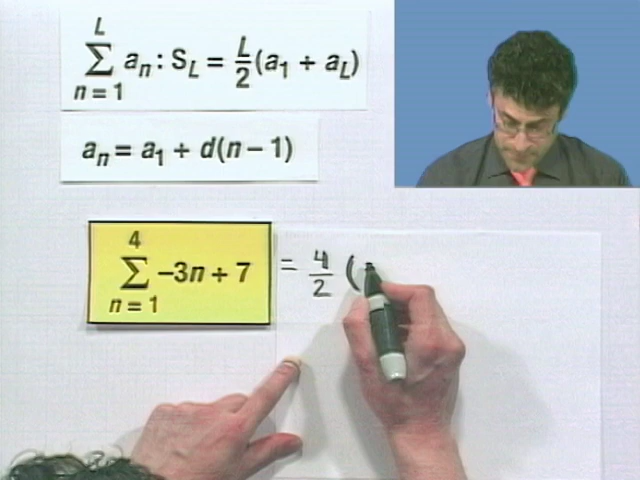 L
∑ aₙ : S_L = L/2 (a₁ + a_L)
n = 1
aₙ = a₁ + d(n − 1)
4
∑ −3n + 7 = 4/2 (
n = 1